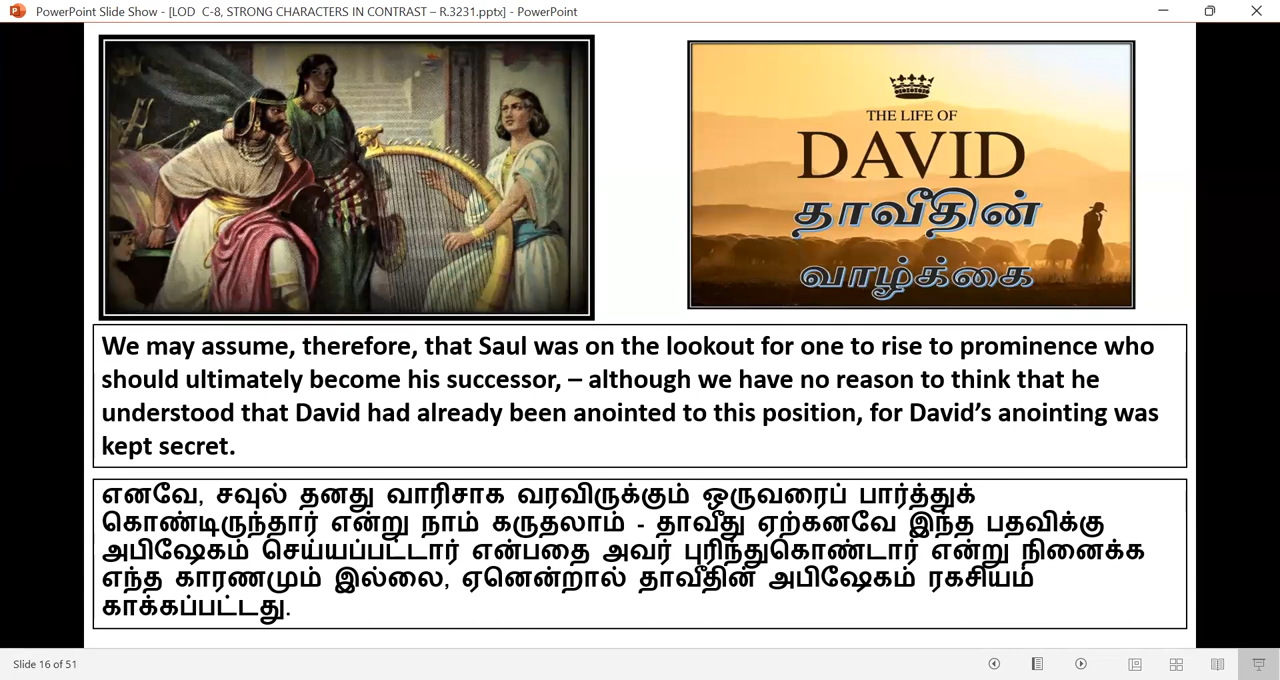 PowerPoint Slide Show - [LOD C-8, STRONG CHARACTERS IN CONTRAST – R.3231.pptx] - PowerPoint
THE LIFE OF
DAVID
தாவீதின்
வாழ்க்கை
We may assume, therefore, that Saul was on the lookout for one to rise to prominence who
should ultimately become his successor, – although we have no reason to think that he
understood that David had already been anointed to this position, for David’s anointing was
kept secret.
எனவே, சவுல் தனது வாரிசாக வரவிருக்கும் ஒருவரைப் பார்த்துக்
கொண்டிருந்தார் என்று நாம் கருதலாம் - தாவீது ஏற்கனவே இந்த பதவிக்கு
அபிஷேகம் செய்யப்பட்டார் என்பதை அவர் புரிந்துகொண்டார் என்று நினைக்க
எந்த காரணமும் இல்லை, ஏனென்றால் தாவீதின் அபிஷேகம் ரகசியம்
காக்கப்பட்டது.
Slide 16 of 51